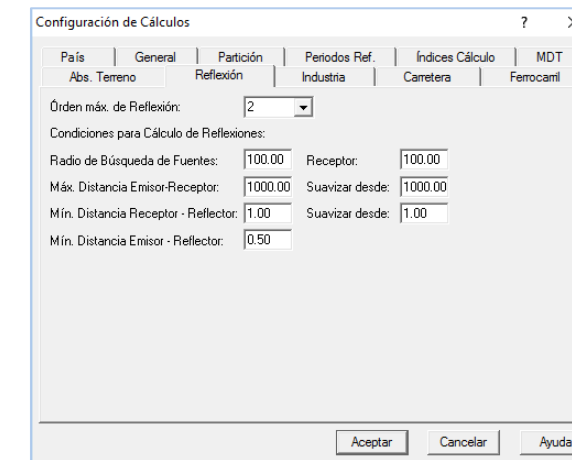 Configuración de Cálculos ?
País General Partición Periodos Ref. Índices Cálculo MDT
Abs. Terreno Reflexión Industria Carretera Ferrocarril
Órden máx. de Reflexión: 2
Condiciones para Cálculo de Reflexiones:
Radio de Búsqueda de Fuentes: 100.00 Receptor: 100.00
Máx. Distancia Emisor-Receptor: 1000.00 Suavizar desde: 1000.00
Mín. Distancia Receptor - Reflector: 1.00 Suavizar desde: 1.00
Mín. Distancia Emisor - Reflector: 0.50
Aceptar Cancelar Ayuda